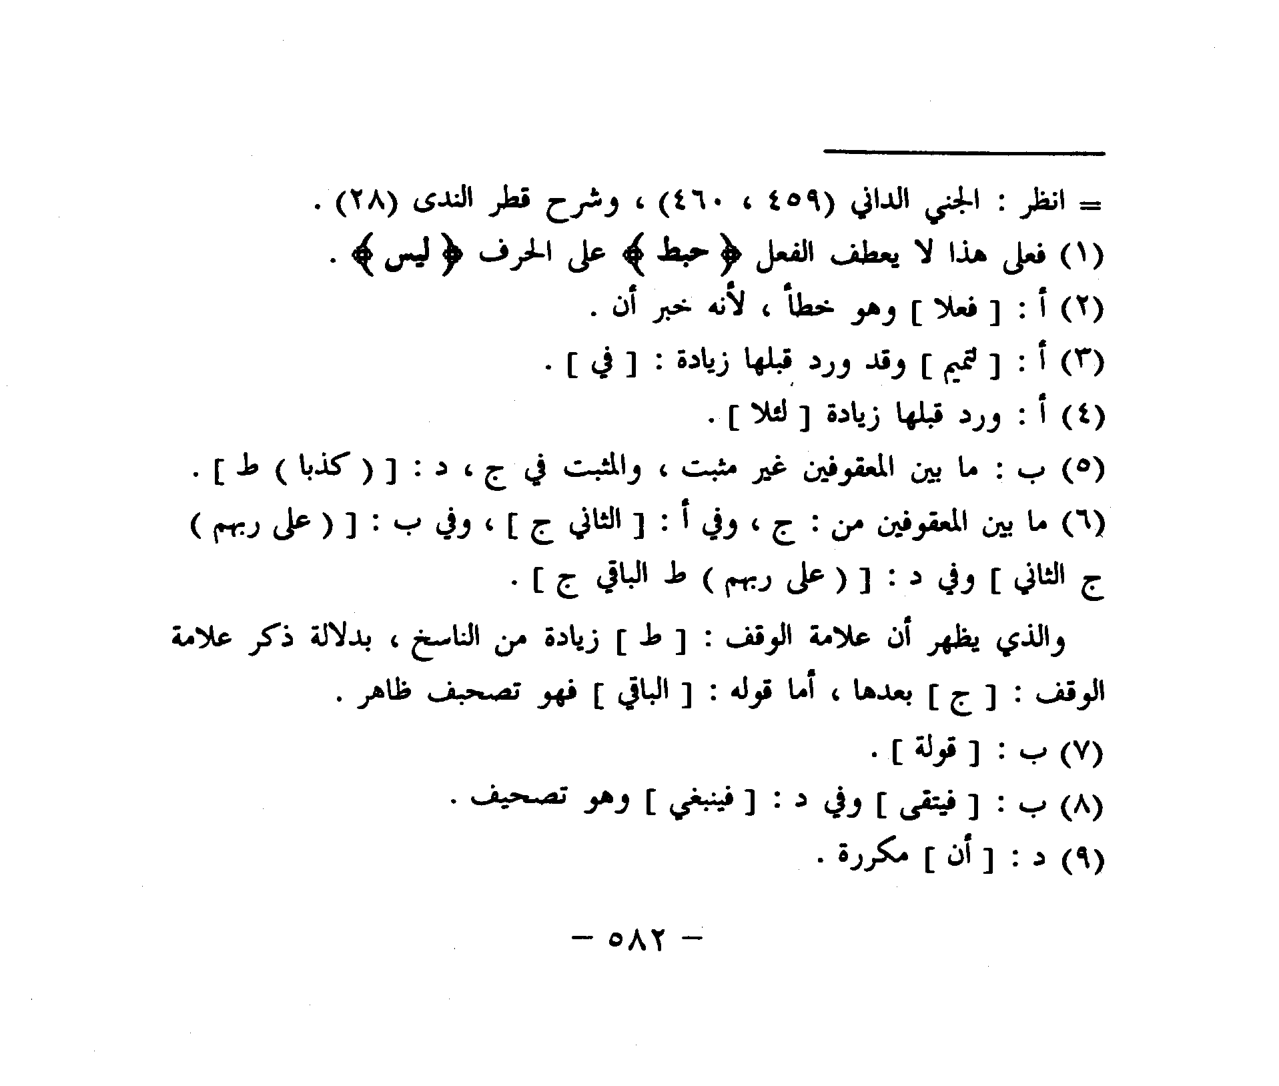 = انظر : الجني الداني (٤٥٩ ، ٤٦٠) ، وشرح قطر الندى (٢٨) .
(١) فعلى هذا لا يعطف الفعل ﴿ حبط ﴾ على الحرف ﴿ ليس ﴾ .
(٢) أ : [ فعلا ] وهو خطأ ، لأنه خبر أن .
(٣) أ : [ لتميم ] وقد ورد قبلها زيادة : [ في ] .
(٤) أ : ورد قبلها زيادة [ لئلا ] .
(٥) ب : ما بين المعقوفين غير مثبت ، والمثبت في ج ، د : [ ( كذبا ) ط ] .
(٦) ما بين المعقوفين من : ج ، وفي أ : [ الثاني ج ] ، وفي ب : [ ( على ربهم )
ج الثاني ] وفي د : [ ( على ربهم ) ط الباقي ج ] .
والذي يظهر أن علامة الوقف : [ ط ] زيادة من الناسخ ، بدلالة ذكر علامة
الوقف : [ ج ] بعدها ، أما قوله : [ الباقي ] فهو تصحبف ظاهر .
(٧) ب : [ قولة ] .
(٨) ب : [ فيتقى ] وفي د : [ فينبغي ] وهو تصحيف .
(٩) د : [ أن ] مكررة .
– ٥٨٢ –